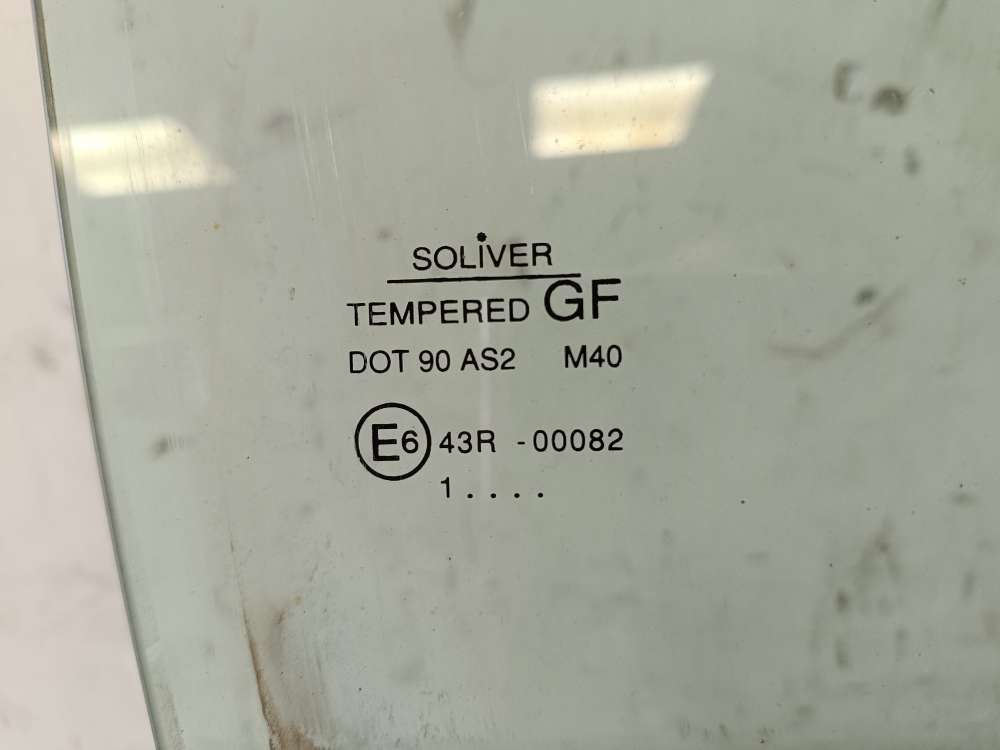 SOLiVER
TEMPERED GF
DOT 90 AS2 M40
E6 43R -00082
1 . . . .